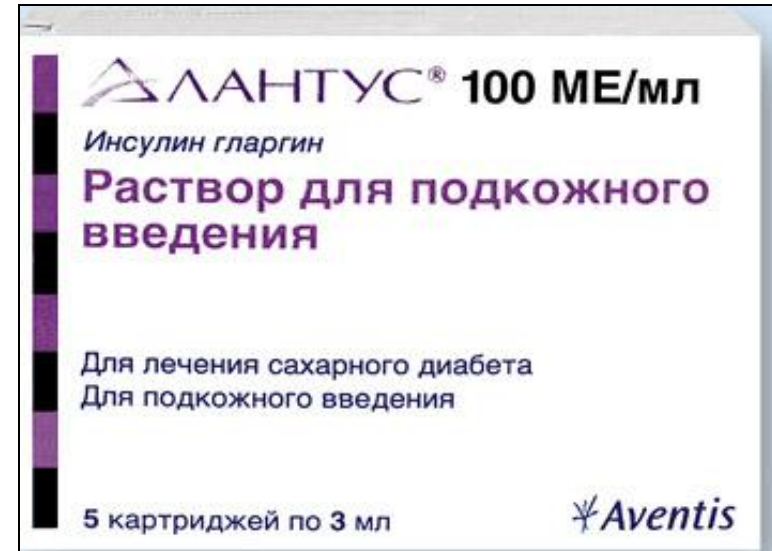 ЛАНТУС® 100 МЕ/мл
Инсулин гларгин
Раствор для подкожного
введения
Для лечения сахарного диабета
Для подкожного введения
5 картриджей по 3 мл
Aventis